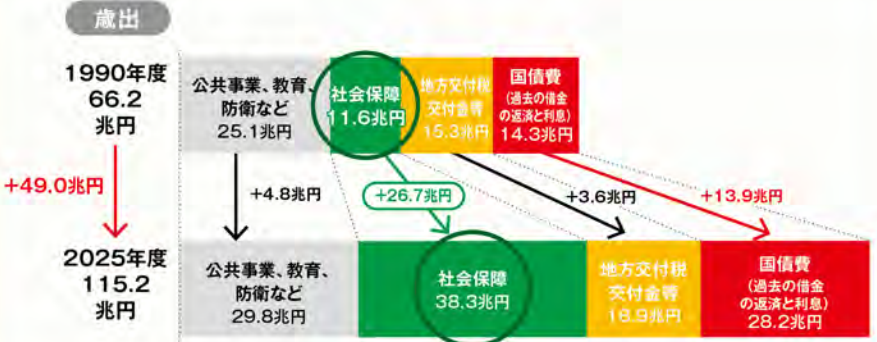 歳出
1990年度
66.2
兆円
公共事業、教育、
防衛など
25.1兆円
社会保障
11.6兆円
地方交付税
交付金等
15.3兆円
国債費
(過去の借金
の返済と利息)
14.3兆円
+49.0兆円
+4.8兆円
+26.7兆円
+3.6兆円
+13.9兆円
2025年度
115.2
兆円
公共事業、教育、
防衛など
29.8兆円
社会保障
38.3兆円
地方交付税
交付金等
18.9兆円
国債費
(過去の借金
の返済と利息)
28.2兆円